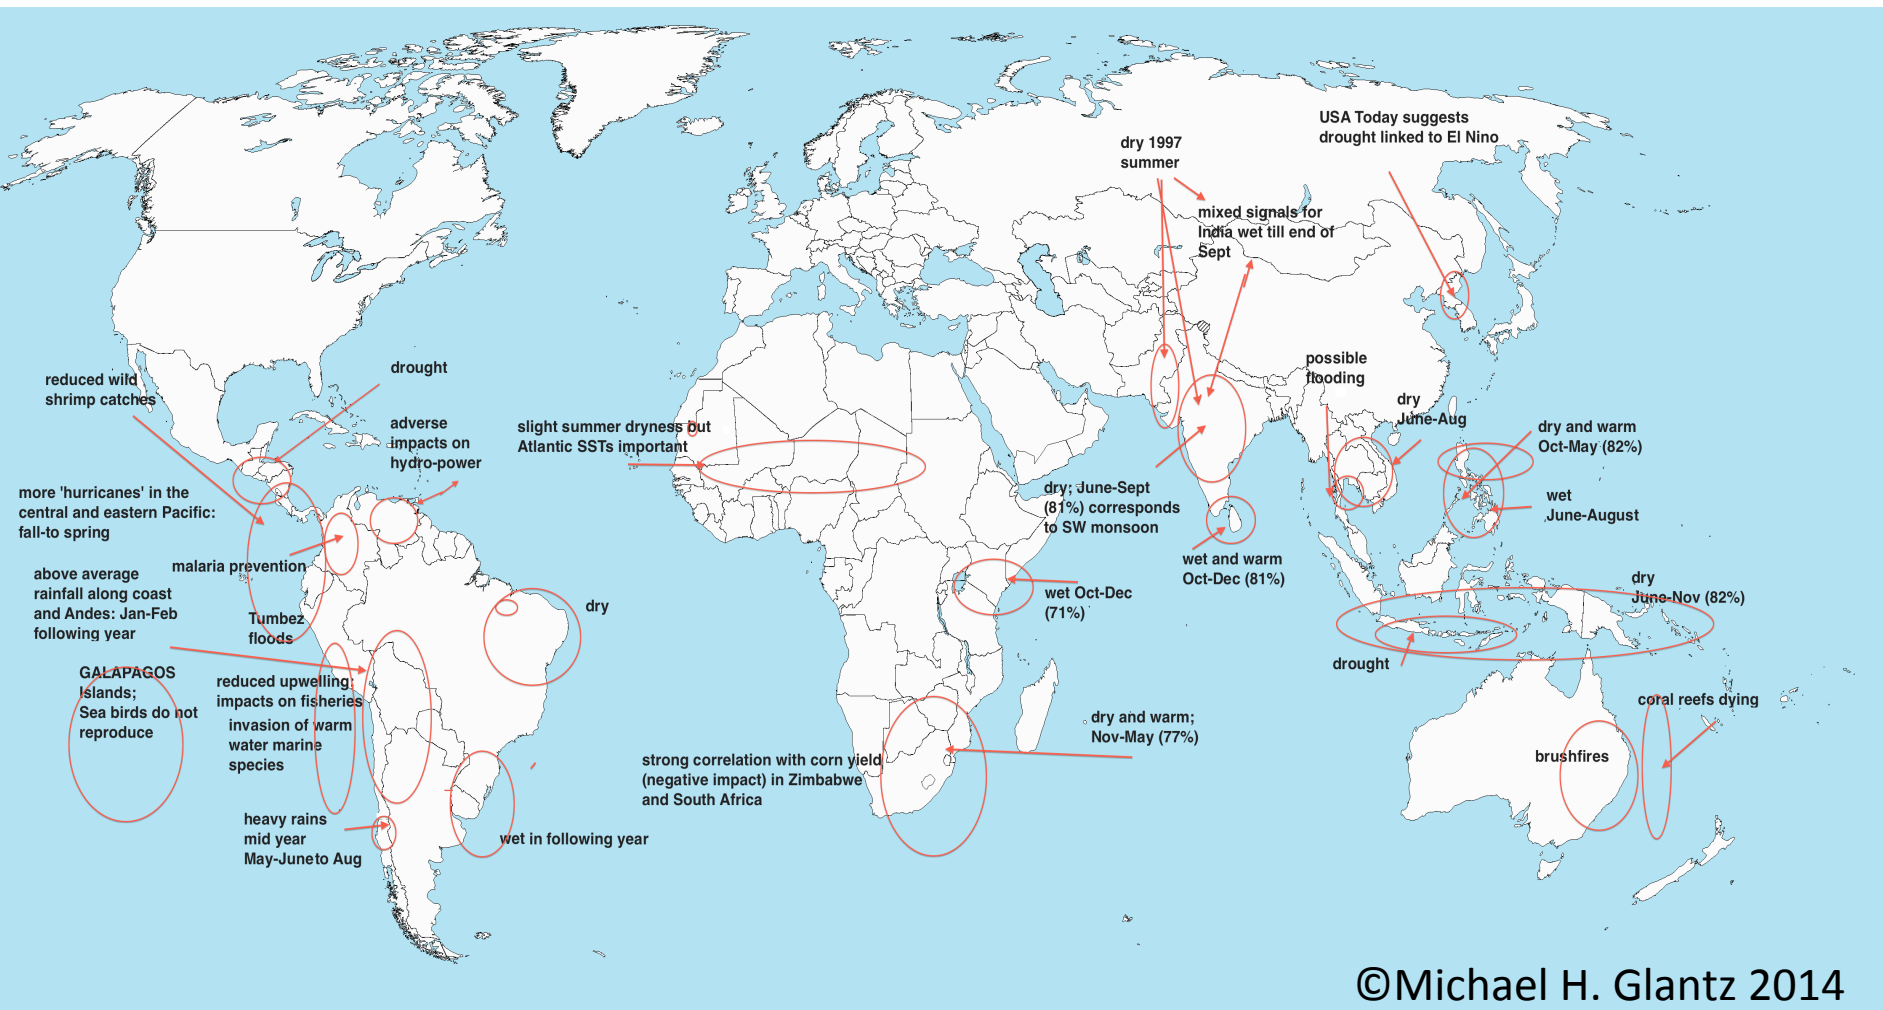 USA Today suggests
drought linked to El Nino
dry 1997
summer
mixed signals for
India wet till end of
Sept
possible
flooding
dry
June-Aug
dry and warm
Oct-May (82%)
wet
June-August
drought
reduced wild
shrimp catches
adverse
impacts on
hydro-power
slight summer dryness but
Atlantic SSTs important
more 'hurricanes' in the
central and eastern Pacific:
fall-to spring
dry; June-Sept
(81%) corresponds
to SW monsoon
wet and warm
Oct-Dec (81%)
malaria prevention
above average
rainfall along coast
and Andes: Jan-Feb
following year
Tumbez
floods
dry
wet Oct-Dec
(71%)
dry
June-Nov (82%)
drought
GALAPAGOS
Islands;
Sea birds do not
reproduce
reduced upwelling;
impacts on fisheries
invasion of warm
water marine
species
coral reefs dying
dry and warm;
Nov-May (77%)
strong correlation with corn yield
(negative impact) in Zimbabwe
and South Africa
brushfires
heavy rains
mid year
May-June to Aug
wet in following year
©Michael H. Glantz 2014